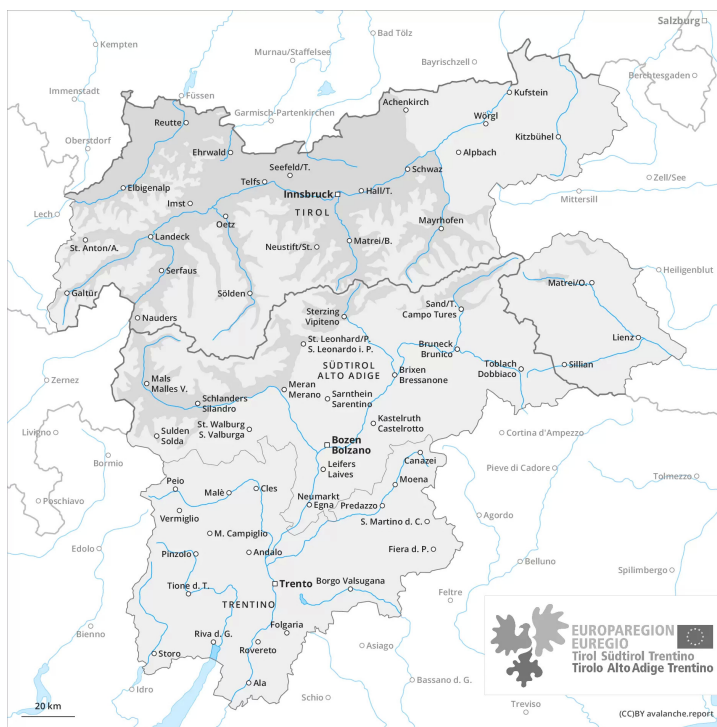 Salzburg
Kempten
Bad Tölz
Murnau/Staffelsee
Bayrischzell
Berchtesgaden
Immenstadt
Füssen
Kufstein
Garmisch-Partenkirchen
Achenkirch
Wörgl
Reutte
Oberstdorf
Kitzbühel
Ehrwald
Alpbach
Seefeld/T.
Schwaz
Zell/See
Telfs
Elbigenalp
Innsbruck
Hall/T.
Mittersill
Imst
TIROL
Lech
Oetz
Mayrhofen
St. Anton/A.
Landeck
Neustift/St.
Matrei/B.
Serfaus
Heiligenblut
Galtür
Sölden
Matrei/O.
Nauders
Sterzing
Vipiteno
Sand/T.
Campo Tures
St. Leonhard/P.
S. Leonardo i. P.
Lienz
Bruneck
Brunico
SÜDTIROL
ALTO ADIGE
Toblach
Dobbiaco
Sillian
Brixen
Bressanone
Zernez
Mals
Malles V.
Meran
Merano
Schlanders
Silandro
Sarnthein
Sarentino
St. Walburg
S. Valburga
Kastelruth
Castelrotto
Livigno
Sulden
Solda
Cortina d'Ampezzo
Bozen
Bolzano
Bormio
Canazei
Pieve di Cadore
Leifers
Laives
Tolmezzo
Peio
Moena
Malè
Cles
Poschiavo
Neumarkt
Egna
Predazzo
Vermiglio
Agordo
S. Martino d. C.
M. Campiglio
Edolo
Pinzolo
Andalo
Fiera d. P.
Belluno
Spilimbergo
Tione d. T.
Trento
Borgo Valsugana
Feltre
TRENTINO
Folgaria
Bienno
Riva d. G.
Rovereto
Asiago
Storo
Bassano d. G.
Ala
Idro
Schio
Treviso
EUROPAREGION
EUREGIO
Tirol Südtirol Trentino
Tirolo Alto Adige Trentino
20 km
(CC)BY avalanche.report